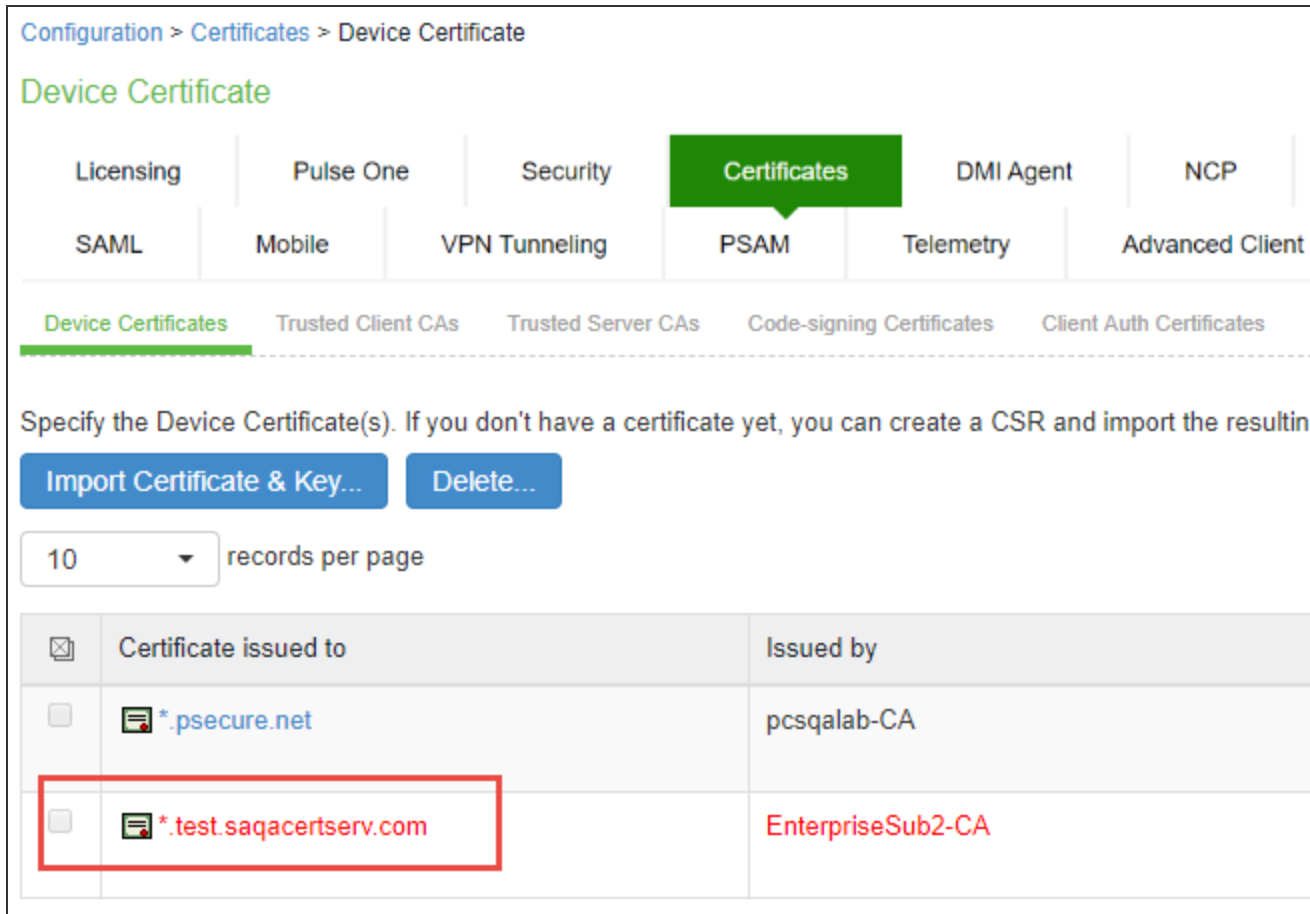 Configuration > Certificates > Device Certificate
Device Certificate
Licensing Pulse One Security Certificates DMI Agent NCP
SAML Mobile VPN Tunneling PSAM Telemetry Advanced Client
Device Certificates Trusted Client CAs Trusted Server CAs Code-signing Certificates Client Auth Certificates
Specify the Device Certificate(s). If you don't have a certificate yet, you can create a CSR and import the resultin
Import Certificate & Key... Delete...
10 records per page
Certificate issued to Issued by
*.psecure.net pcsqalab-CA
*.test.saqacertserv.com EnterpriseSub2-CA